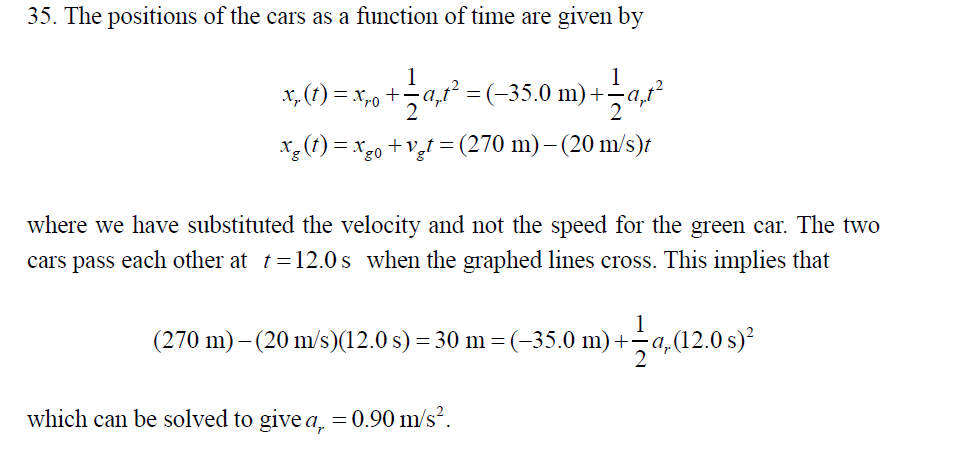 35. The positions of the cars as a function of time are given by
x_r(t) = x_{r0} + \frac{1}{2}a_r t^2 = (−35.0 m) + \frac{1}{2}a_r t^2
x_g(t) = x_{g0} + v_g t = (270 m) − (20 m/s)t
where we have substituted the velocity and not the speed for the green car. The two
cars pass each other at t = 12.0 s when the graphed lines cross. This implies that
(270 m) − (20 m/s)(12.0 s) = 30 m = (−35.0 m) + \frac{1}{2}a_r(12.0 s)^2
which can be solved to give a_r = 0.90 m/s^2.